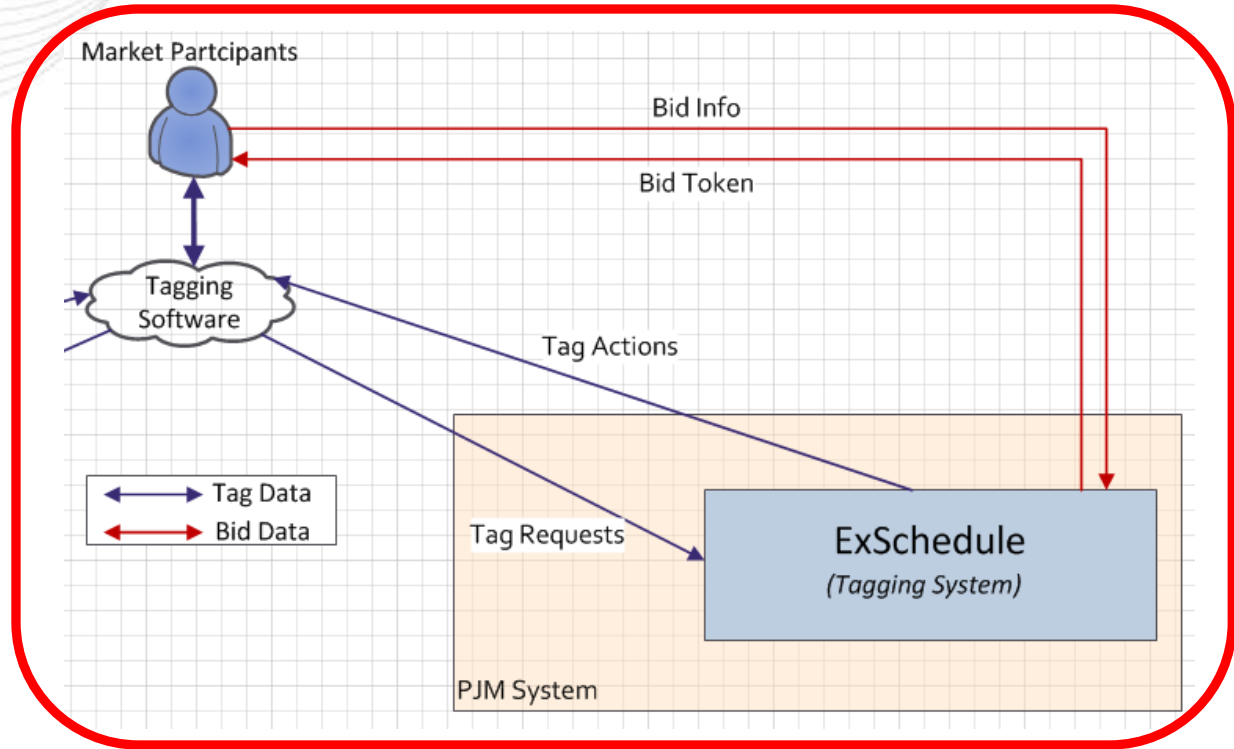 Market Partcipants
Bid Info
Bid Token
Tagging
Software
Tag Actions
Tag Data
Bid Data
Tag Requests
ExSchedule
(Tagging System)
PJM System